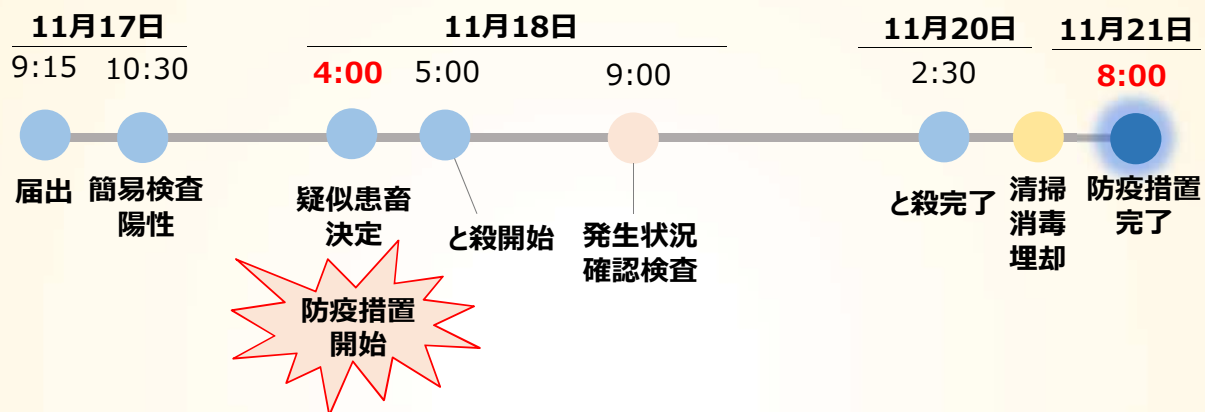 11月17日
11月18日
11月20日
11月21日
9:15
10:30
4:00
5:00
9:00
2:30
8:00
届出
簡易検査
陽性
疑似患畜
決定
と殺開始
発生状況
確認検査
と殺完了
清掃
消毒
埋却
防疫措置
完了
防疫措置
開始